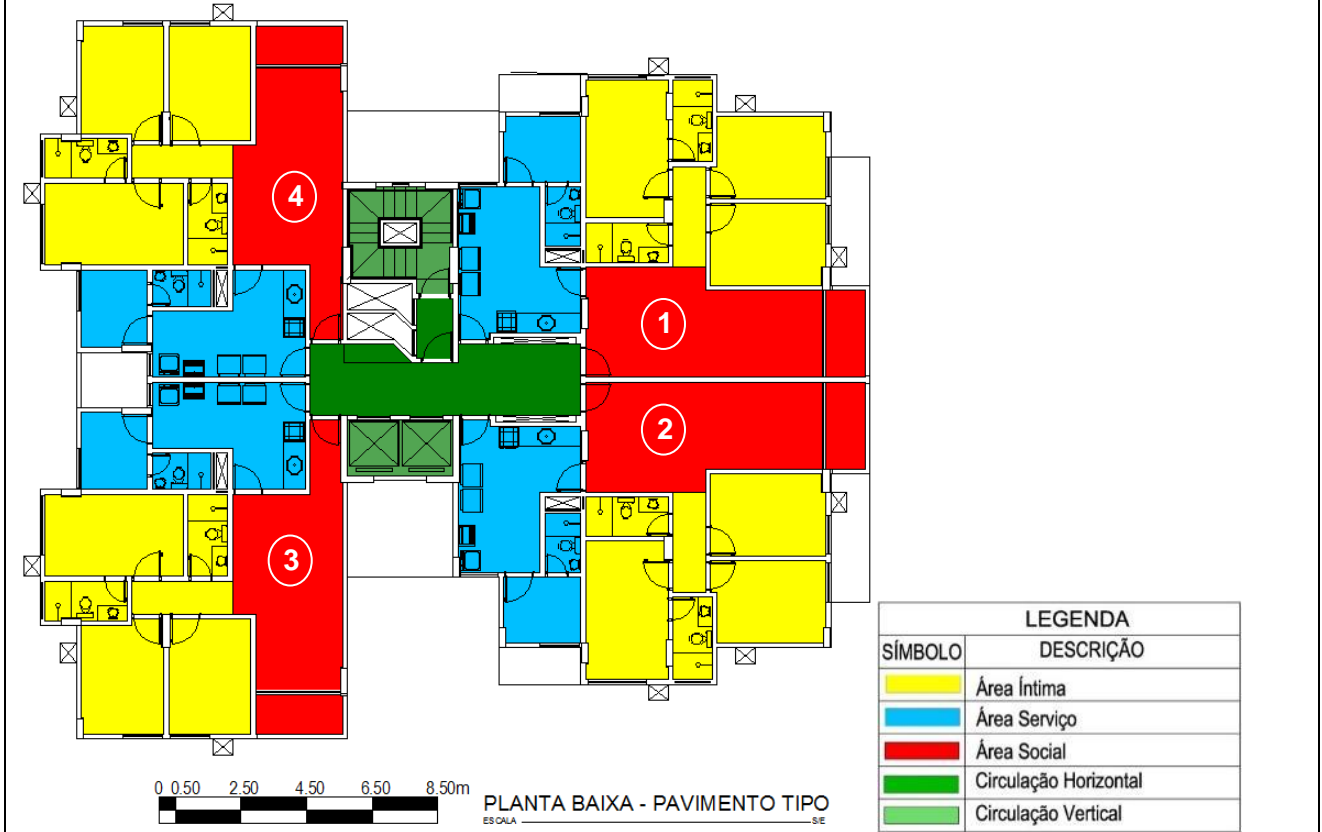 4
1
2
3
0 0.50 2.50 4.50 6.50 8.50m
PLANTA BAIXA - PAVIMENTO TIPO
ESCALA S/E
LEGENDA
SÍMBOLO DESCRIÇÃO
Área Íntima
Área Serviço
Área Social
Circulação Horizontal
Circulação Vertical